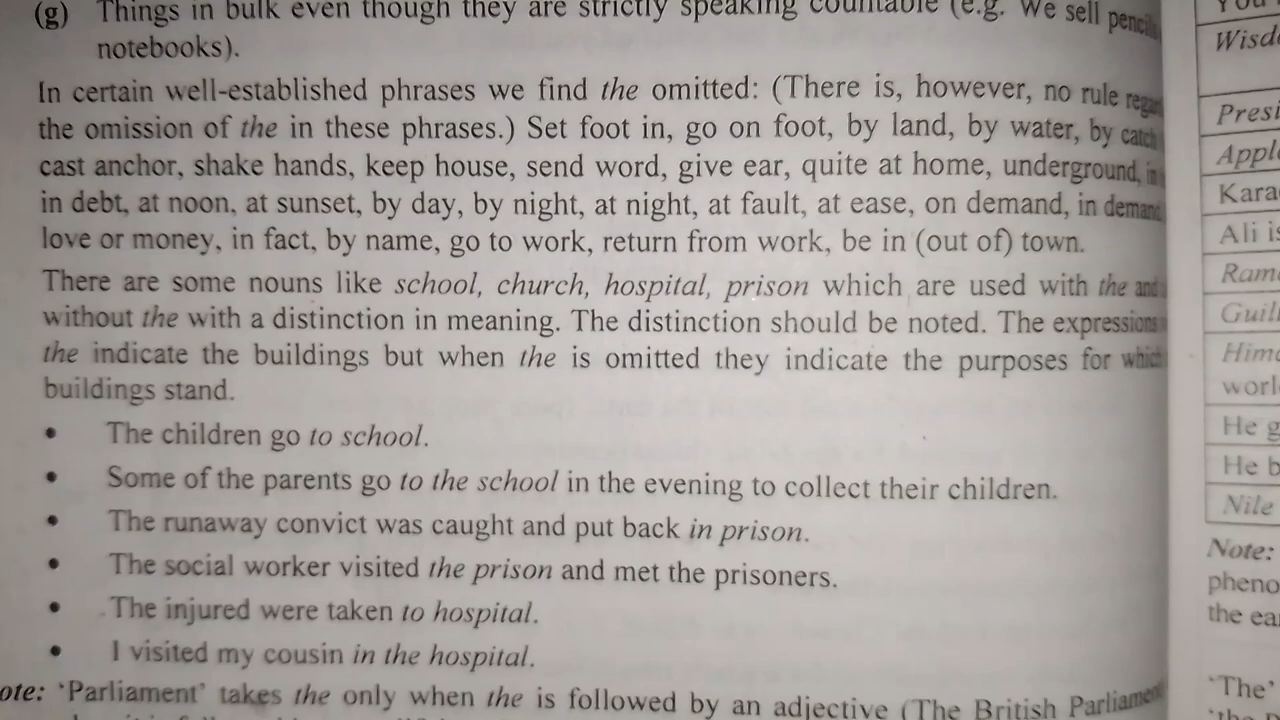 (g) Things in bulk even though they are strictly speaking countable (e.g. We sell
notebooks).
In certain well-established phrases we find the omitted: (There is, however, no rule
the omission of the in these phrases.) Set foot in, go on foot, by land, by water, by
cast anchor, shake hands, keep house, send word, give ear, quite at home, underground,
in debt, at noon, at sunset, by day, by night, at night, at fault, at ease, on demand, in demand,
love or money, in fact, by name, go to work, return from work, be in (out of) town.
There are some nouns like school, church, hospital, prison which are used with the and
without the with a distinction in meaning. The distinction should be noted. The expressions
the indicate the buildings but when the is omitted they indicate the purposes for which
buildings stand.
• The children go to school.
• Some of the parents go to the school in the evening to collect their children.
• The runaway convict was caught and put back in prison.
• The social worker visited the prison and met the prisoners.
• The injured were taken to hospital.
• I visited my cousin in the hospital.
ote: 'Parliament' takes the only when the is followed by an adjective (The British
Karа
Ali is
worl
He g
He b
Nile
Note:
pheno
the ea
'The'